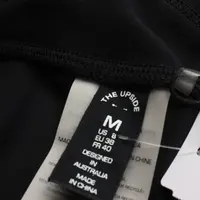 THE UPSIDE
M
US 8
EU 38
FR 40
DESIGNED
IN
AUSTRALIA
MADE
IN CHINA